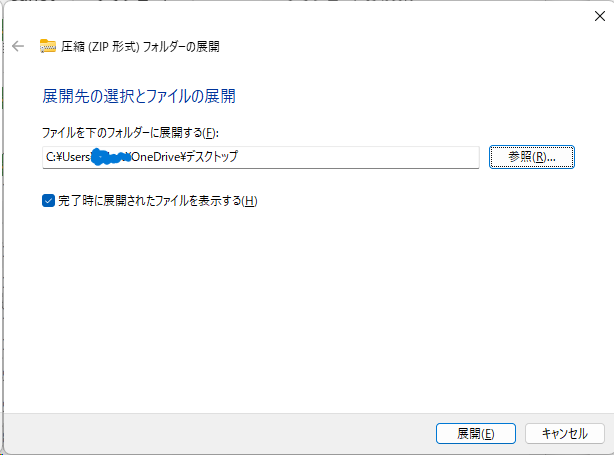 圧縮 (ZIP 形式) フォルダーの展開
展開先の選択とファイルの展開
ファイルを下のフォルダーに展開する(F):
C:¥Users¥OneDrive¥デスクトップ
参照(R)...
完了時に展開されたファイルを表示する(H)
展開(E)
キャンセル